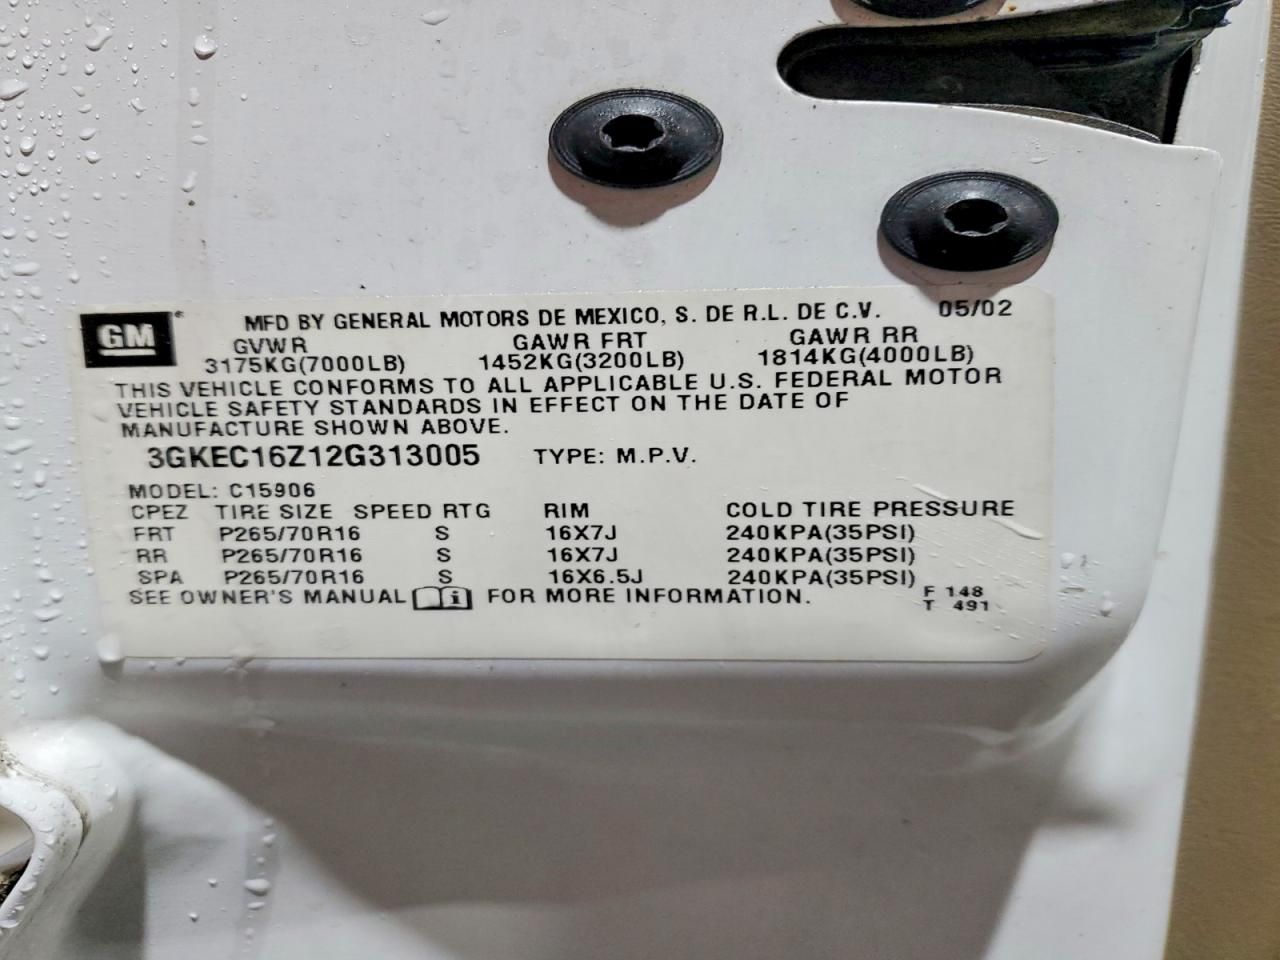 GM® MFD BY GENERAL MOTORS DE MEXICO, S. DE R.L. DE C.V. 05/02
GVWR GAWR FRT GAWR RR
3175KG(7000LB) 1452KG(3200LB) 1814KG(4000LB)
THIS VEHICLE CONFORMS TO ALL APPLICABLE U.S. FEDERAL MOTOR
VEHICLE SAFETY STANDARDS IN EFFECT ON THE DATE OF
MANUFACTURE SHOWN ABOVE.
3GKEC16Z12G313005 TYPE: M.P.V.
MODEL: C15906
CPEZ TIRE SIZE SPEED RTG RIM COLD TIRE PRESSURE
FRT P265/70R16 S 16X7J 240KPA(35PSI)
RR P265/70R16 S 16X7J 240KPA(35PSI)
SPA P265/70R16 S 16X6.5J 240KPA(35PSI)
SEE OWNER'S MANUAL i FOR MORE INFORMATION. F 148
T 491